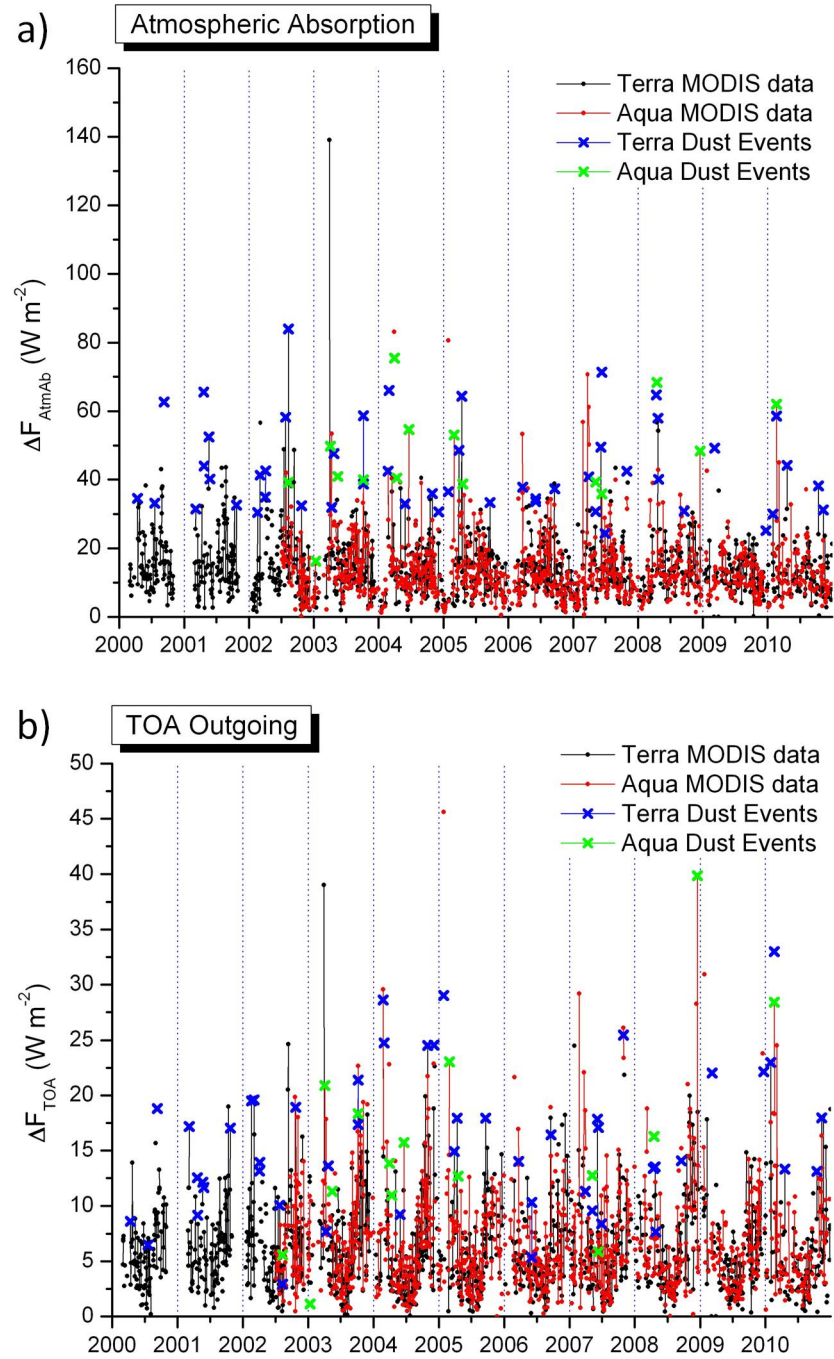 a)
Atmospheric Absorption
160
140
120
100
80
60
40
20
0
ΔF_AtmAb (W m⁻²)
Terra MODIS data
Aqua MODIS data
Terra Dust Events
Aqua Dust Events
2000 2001 2002 2003 2004 2005 2006 2007 2008 2009 2010
b)
TOA Outgoing
50
45
40
35
30
25
20
15
10
5
0
ΔF_TOA (W m⁻²)
Terra MODIS data
Aqua MODIS data
Terra Dust Events
Aqua Dust Events
2000 2001 2002 2003 2004 2005 2006 2007 2008 2009 2010